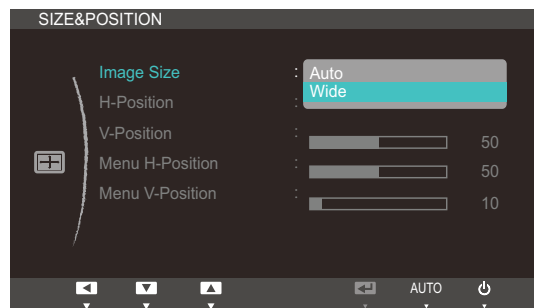 SIZE&POSITION
Image Size : Auto
Wide
H-Position :
V-Position : 50
Menu H-Position : 50
Menu V-Position : 10
AUTO